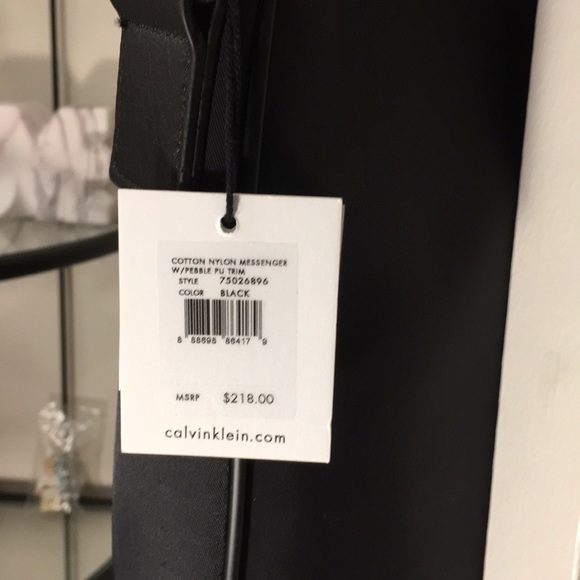 COTTON NYLON MESSENGER
W/PEBBLE PU TRIM
STYLE 75026896
COLOR BLACK
8 88698 86417 9
MSRP $218.00
calvinklein.com